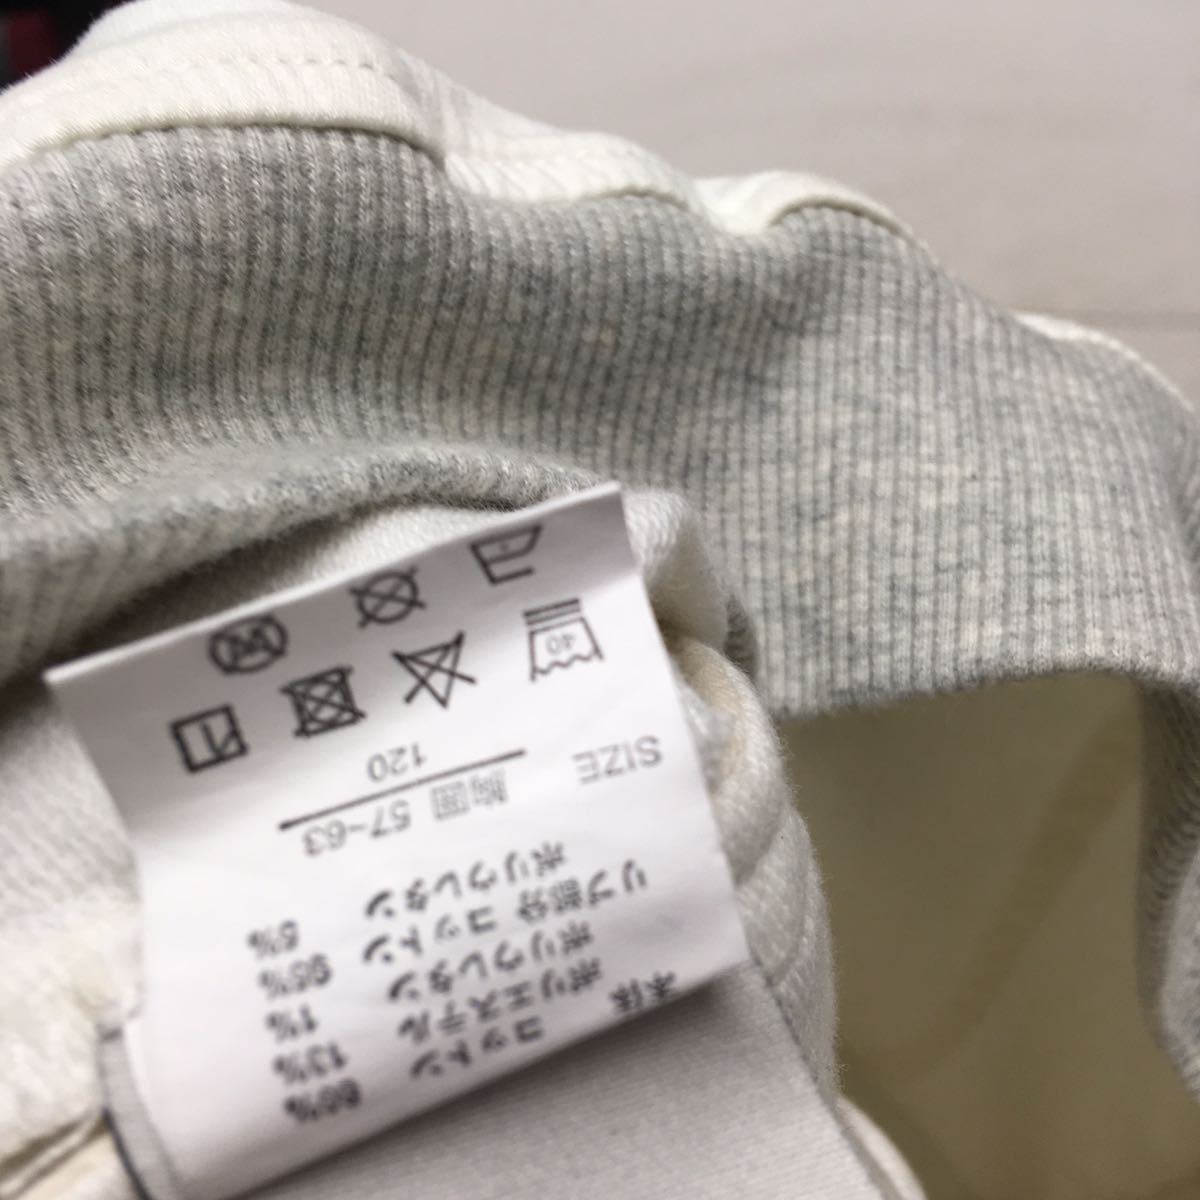 本体 コットン 86%
ポリエステル 13%
ポリウレタン 1%
リブ部分 コットン 95%
ポリウレタン 5%
胸囲 57~63
SIZE
120
40